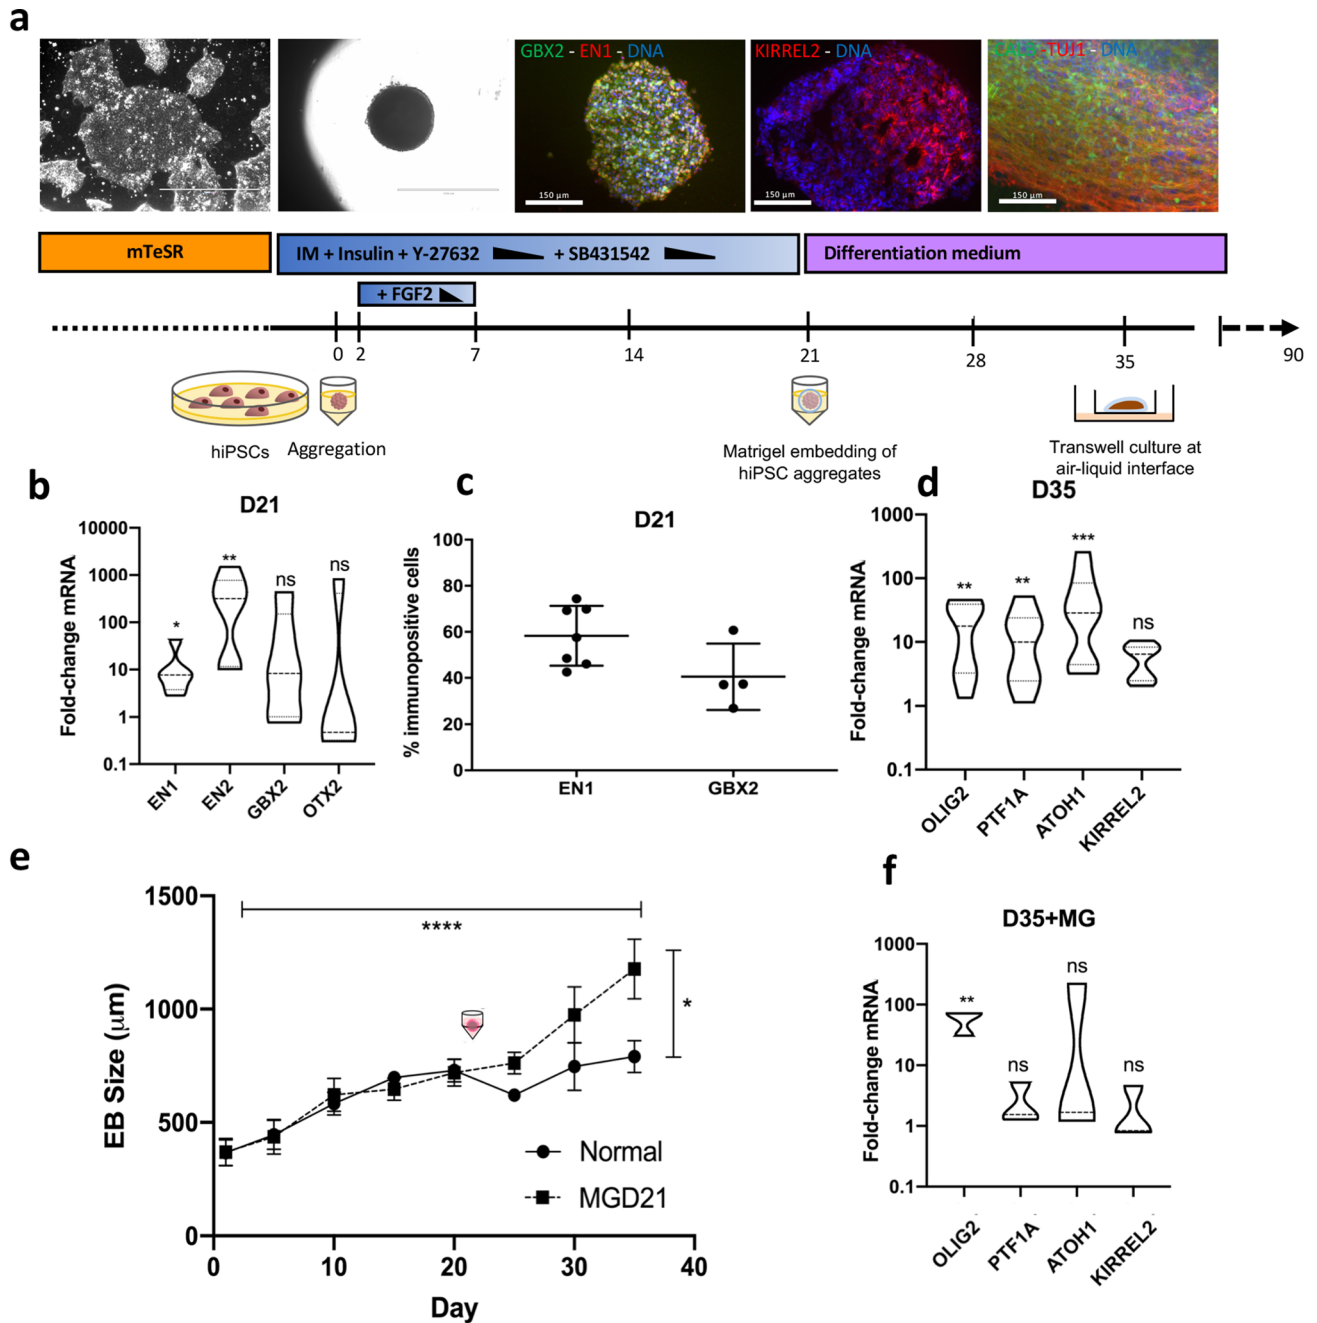 a
GBX2 - EN1 - DNA
KIRREL2 - DNA
-TUJ1 - DNA
150 µm
150 µm
150 µm
mTeSR
IM + Insulin + Y-27632 + SB431542
Differentiation medium
+ FGF2
0 2 7 14 21 28 35 90
hiPSCs
Aggregation
Matrigel embedding of
hiPSC aggregates
Transwell culture at
air-liquid interface
b
D21
Fold-change mRNA
10000
1000
100
10
1
0.1
*
**
ns
ns
EN1
EN2
GBX2
OTX2
c
D21
% immunopositive cells
100
80
60
40
20
0
EN1
GBX2
d
D35
Fold-change mRNA
1000
100
10
1
0.1
**
**
***
ns
OLIG2
PTF1A
ATOH1
KIRREL2
e
EB Size (µm)
1500
1000
500
0
****
*
Normal
MGD21
0 10 20 30 40
Day
f
D35+MG
Fold-change mRNA
1000
100
10
1
0.1
**
ns
ns
ns
OLIG2
PTF1A
ATOH1
KIRREL2